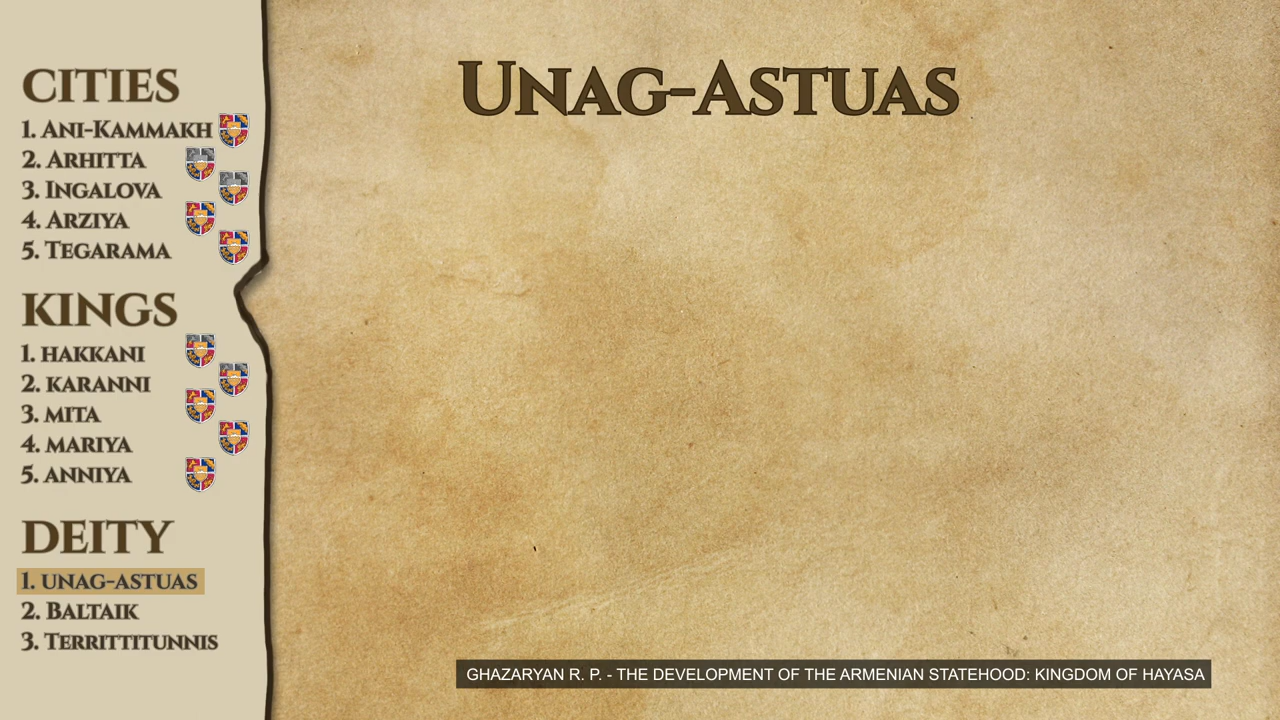 CITIES
1. ANI-KAMMAKH
2. ARHITTA
3. INGALOVA
4. ARZIYA
5. TEGARAMA
KINGS
1. HAKKANI
2. KARANNI
3. MITA
4. MARIYA
5. ANNIYA
DEITY
1. UNAG-ASTUAS
2. BALTAIK
3. TERRITTITUNNIS
UNAG-ASTUAS
GHAZARYAN R. P. - THE DEVELOPMENT OF THE ARMENIAN STATEHOOD: KINGDOM OF HAYASA